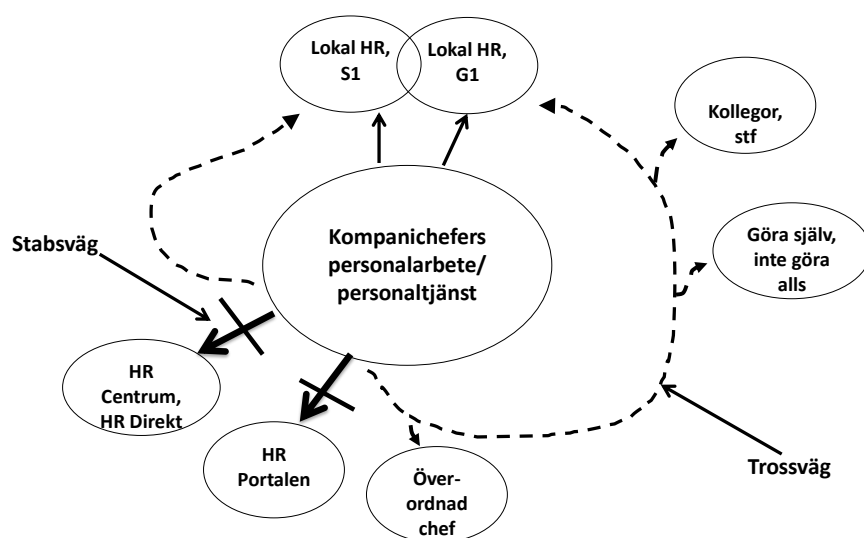 Lokal HR,
S1
Lokal HR,
G1
Kollegor,
stf
Kompanichefers
personalarbete/
personaltjänst
Göra själv,
inte göra
alls
Stabsväg
HR
Centrum,
HR Direkt
HR
Portalen
Över-
ordnad
chef
Trossväg